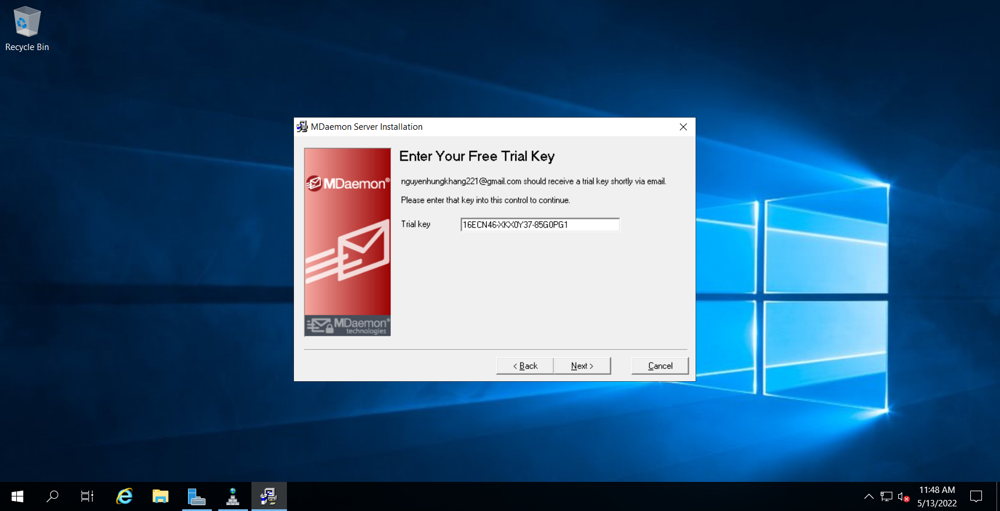 Recycle Bin
MDaemon Server Installation
Enter Your Free Trial Key
MDaemon®
nguyenhungkhang221@gmail.com should receive a trial key shortly via email.
Please enter that key into this control to continue.
Trial key
16ECN46-XKX0Y37-85G0PG1
MDaemon®
technologies
< Back
Next >
Cancel
11:48 AM
5/13/2022